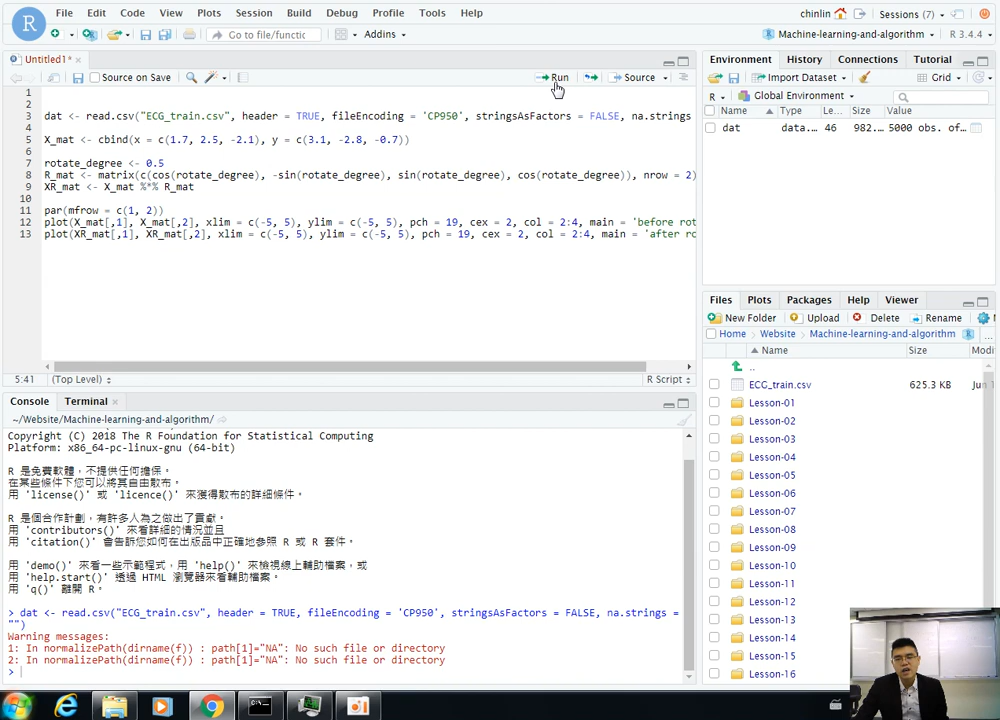 File Edit Code View Plots Session Build Debug Profile Tools Help
chinlin Sessions (7)
Go to file/functic Addins
Machine-learning-and-algorithm R 3.4.4
Untitled1*
Source on Save Run Source
1
2
3 dat <- read.csv("ECG_train.csv", header = TRUE, fileEncoding = 'CP950', stringsAsFactors = FALSE, na.strings
4
5 X_mat <- cbind(x = c(1.7, 2.5, -2.1), y = c(3.1, -2.8, -0.7))
6
7 rotate_degree <- 0.5
8 R_mat <- matrix(c(cos(rotate_degree), -sin(rotate_degree), sin(rotate_degree), cos(rotate_degree)), nrow = 2)
9 XR_mat <- X_mat %*% R_mat
10
11 par(mfrow = c(1, 2))
12 plot(X_mat[,1], X_mat[,2], xlim = c(-5, 5), ylim = c(-5, 5), pch = 19, cex = 2, col = 2:4, main = 'before rot
13 plot(XR_mat[,1], XR_mat[,2], xlim = c(-5, 5), ylim = c(-5, 5), pch = 19, cex = 2, col = 2:4, main = 'after ro
5:41 (Top Level) R Script
Console Terminal
~/Website/Machine-learning-and-algorithm/
Copyright (C) 2018 The R Foundation for Statistical Computing
Platform: x86_64-pc-linux-gnu (64-bit)
R 是免費軟體，不提供任何擔保。
在某些條件下您可以將其自由散布。
用 'license()' 或 'licence()' 來獲得散布的詳細條件。
R 是個合作計劃，有許多人為之做出了貢獻.
用 'contributors()' 來看詳細的情況並且
用 'citation()' 會告訴您如何在出版品中正確地參照 R 或 R 套件。
用 'demo()' 來看一些示範程式，用 'help()' 來檢視線上輔助檔案，或
用 'help.start()' 透過 HTML 瀏覽器來看輔助檔案。
用 'q()' 離開 R。
> dat <- read.csv("ECG_train.csv", header = TRUE, fileEncoding = 'CP950', stringsAsFactors = FALSE, na.strings =
"")
Warning messages:
1: In normalizePath(dirname(f)) : path[1]="NA": No such file or directory
2: In normalizePath(dirname(f)) : path[1]="NA": No such file or directory
>
Environment History Connections Tutorial
Import Dataset Grid
R Global Environment
Name Type Le... Size Value
dat data.... 46 982... 5000 obs. of...
Files Plots Packages Help Viewer
New Folder Upload Delete Rename
Home Website Machine-learning-and-algorithm R ...
Name Size Modi
..
ECG_train.csv 625.3 KB Jun
Lesson-01
Lesson-02
Lesson-03
Lesson-04
Lesson-05
Lesson-06
Lesson-07
Lesson-08
Lesson-09
Lesson-10
Lesson-11
Lesson-12
Lesson-13
Lesson-14
Lesson-15
Lesson-16